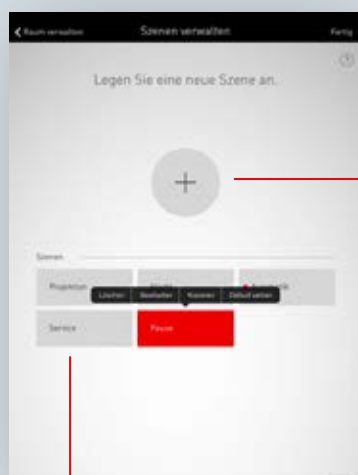 Raum verwalten Szenen verwalten Fertig
?
Legen Sie eine neue Szene an.
+
Szenen
Projektion
Löschen Bearbeiten Default setzen
Service Pause